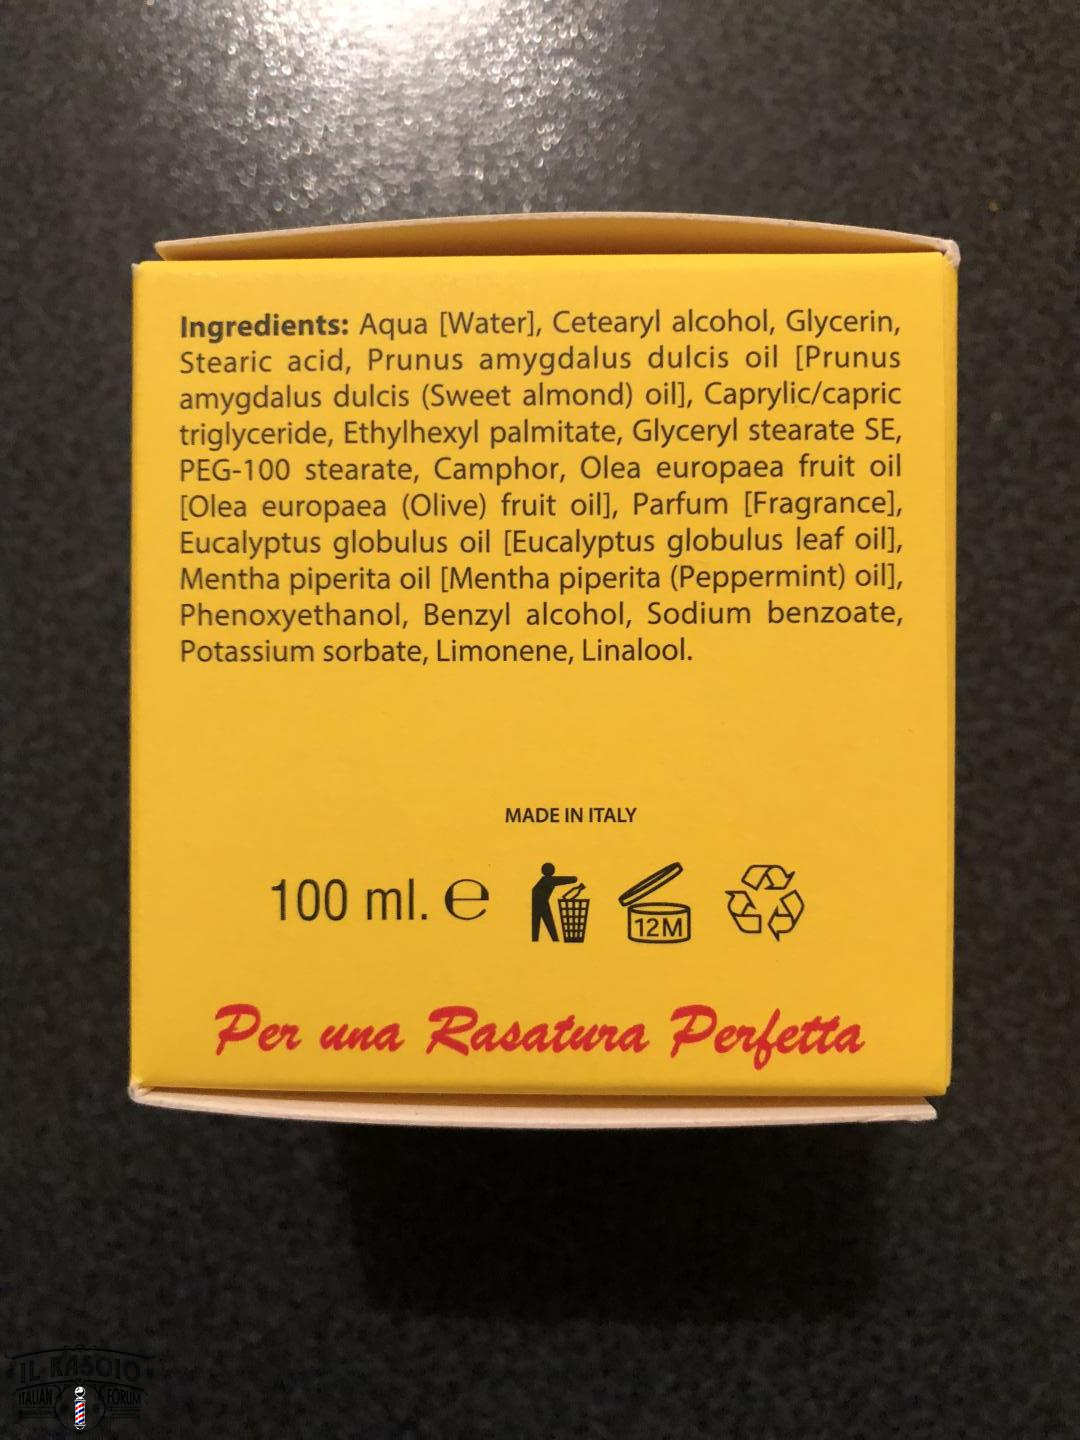 Ingredients: Aqua [Water], Cetearyl alcohol, Glycerin,
Stearic acid, Prunus amygdalus dulcis oil [Prunus
amygdalus dulcis (Sweet almond) oil], Caprylic/capric
triglyceride, Ethylhexyl palmitate, Glyceryl stearate SE,
PEG-100 stearate, Camphor, Olea europaea fruit oil
[Olea europaea (Olive) fruit oil], Parfum [Fragrance],
Eucalyptus globulus oil [Eucalyptus globulus leaf oil],
Mentha piperita oil [Mentha piperita (Peppermint) oil],
Phenoxyethanol, Benzyl alcohol, Sodium benzoate,
Potassium sorbate, Limonene, Linalool.
MADE IN ITALY
100 ml. ℮ 12M
Per una Rasatura Perfetta
IL RASOIO
ITALIAN FORUM